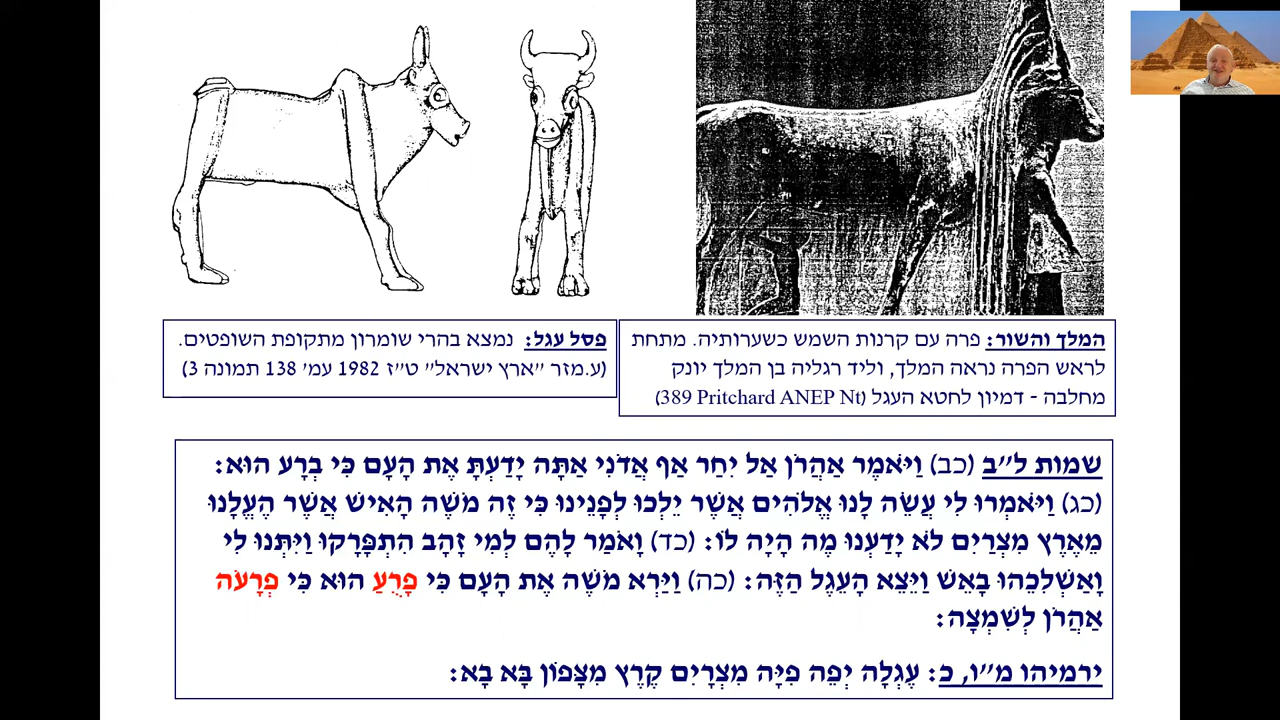 המלך והשור: פרה עם קרנות השמש כשערותיה. מתחת
לראש הפרה נראה המלך, וליד רגליה בן המלך יונק
מחלבה - דמיון לחטא העגל (389 Pritchard ANEP Nt)
פסל עגל: נמצא בהרי שומרון מתקופת השופטים.
(ע.מזר "ארץ ישראל" ט"ז 1982 עמ' 138 תמונה 3)
שמות ל"ב (כב) וַיֹּאמֶר אַהֲרֹן אַל יִחַר אַף אֲדֹנִי אַתָּה יָדַעְתָּ אֶת הָעָם כִּי בְרָע הוּא:
(כג) וַיֹּאמְרוּ לִי עֲשֵׂה לָנוּ אֱלֹהִים אֲשֶׁר יֵלְכוּ לְפָנֵינוּ כִּי זֶה מֹשֶׁה הָאִישׁ אֲשֶׁר הֶעֱלָנוּ
מֵאֶרֶץ מִצְרַיִם לֹא יָדַעְנוּ מֶה הָיָה לוֹ: (כד) וָאֹמַר לָהֶם לְמִי זָהָב הִתְפָּרָקוּ וַיִּתְּנוּ לִי
וָאַשְׁלִכֵהוּ בָאֵשׁ וַיֵּצֵא הָעֵגֶל הַזֶּה: (כה) וַיַּרְא מֹשֶׁה אֶת הָעָם כִּי פָרֻעַ הוּא כִּי פְרָעֹה
אַהֲרֹן לְשִׁמְצָה:
ירמיהו מ"ו, כ: עֶגְלָה יְפֵה פִיָּה מִצְרָיִם קֶרֶץ מִצָּפוֹן בָּא בָא: